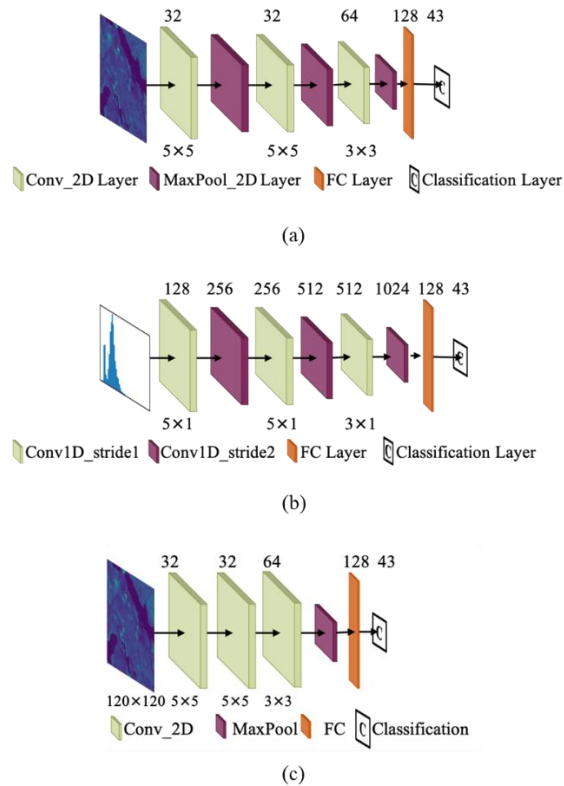 32 32 64 128 43
5×5 5×5 3×3
Conv_2D Layer MaxPool_2D Layer FC Layer C Classification Layer
(a)
128 256 256 512 512 1024 128 43
C
5×1 5×1 3×1
Conv1D_stride1 Conv1D_stride2 FC Layer C Classification Layer
(b)
32 32 64 128 43
C
120×120 5×5 5×5 3×3
Conv_2D MaxPool FC C Classification
(c)